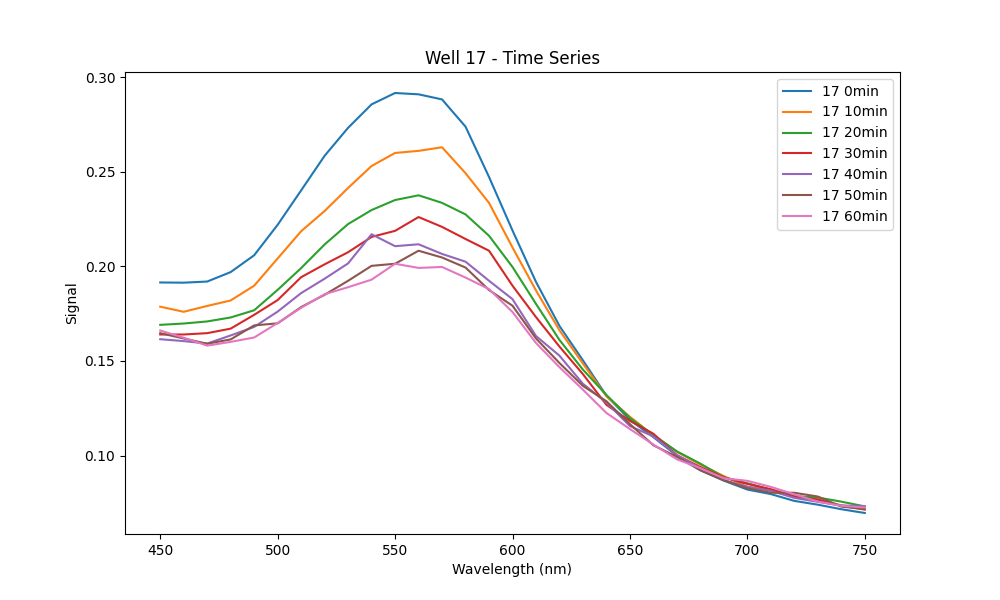 Well 17 - Time Series
17 0min
17 10min
17 20min
17 30min
17 40min
17 50min
17 60min
0.30
0.25
0.20
0.15
0.10
Signal
450 500 550 600 650 700 750
Wavelength (nm)